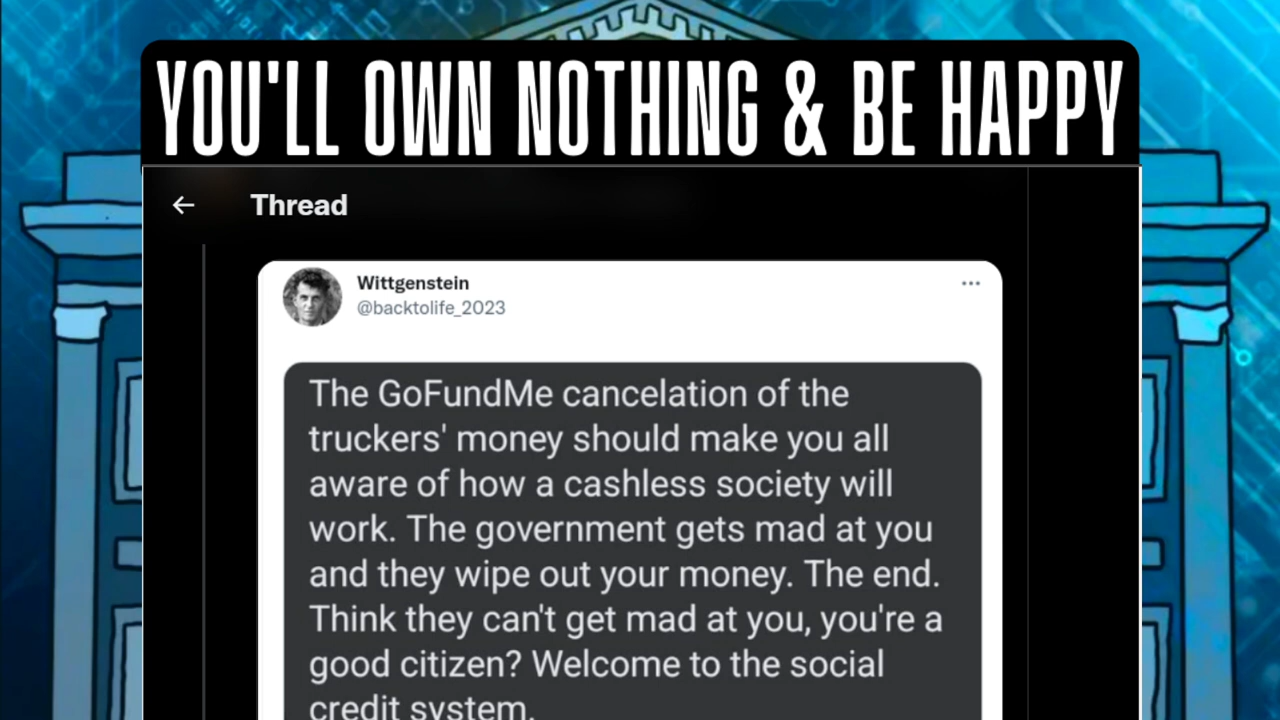 YOU'LL OWN NOTHING & BE HAPPY
Thread
Wittgenstein
@backtolife_2023
The GoFundMe cancelation of the
truckers' money should make you all
aware of how a cashless society will
work. The government gets mad at you
and they wipe out your money. The end.
Think they can't get mad at you, you're a
good citizen? Welcome to the social
credit system.